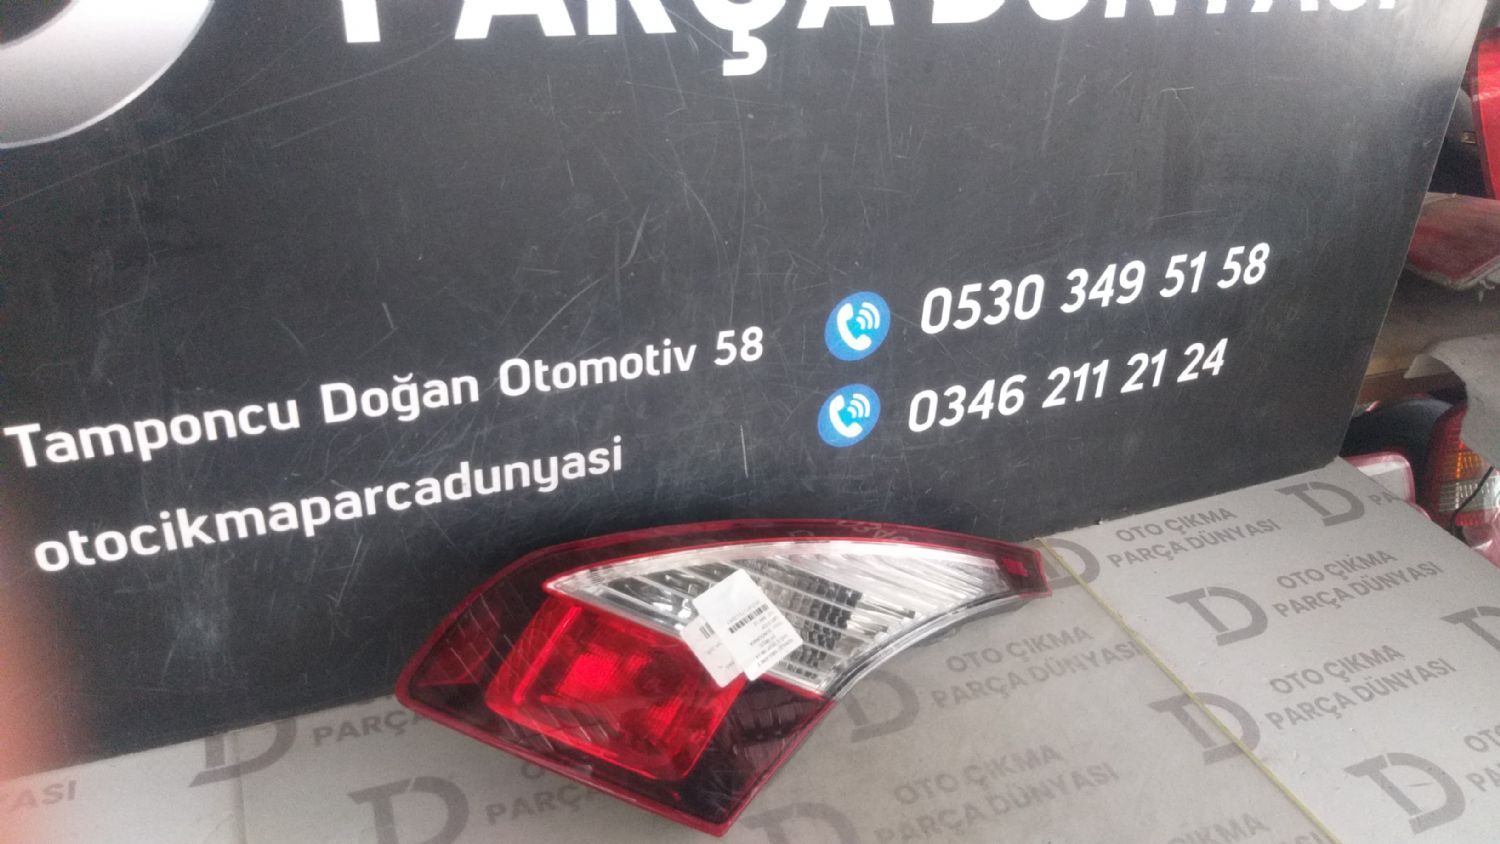 PARÇA DÜNYASI
Tamponcu Doğan Otomotiv 58
otocikmaparcadunyasi
0530 349 51 58
0346 211 21 24
OTO ÇIKMA
PARÇA DÜNYASI
OTO ÇIKMA
PARÇA DÜNYASI
OTO ÇIKMA
PARÇA DÜNYASI
OTO ÇIKMA
PARÇA DÜNYASI
OTO ÇIKMA
PARÇA DÜNYASI